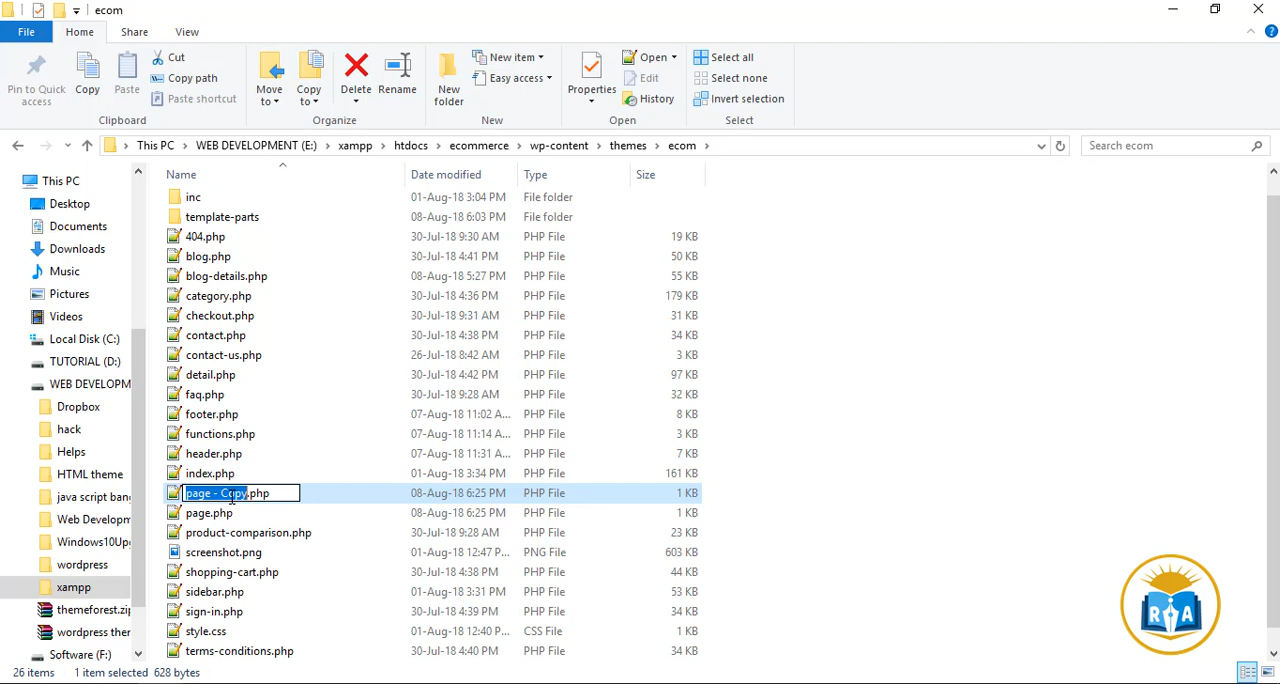 ecom
File
Home
Share
View
Pin to Quick access
Copy
Paste
Cut
Copy path
Paste shortcut
Clipboard
Move to
Copy to
Delete
Rename
Organize
New folder
New item
Easy access
New
Properties
Open
Edit
History
Open
Select all
Select none
Invert selection
Select
This PC > WEB DEVELOPMENT (E:) > xampp > htdocs > ecommerce > wp-content > themes > ecom >
Search ecom
This PC
Desktop
Documents
Downloads
Music
Pictures
Videos
Local Disk (C:)
TUTORIAL (D:)
WEB DEVELOPM
Dropbox
hack
Helps
HTML theme
java script bang
Web Developm
Windows10Upg
wordpress
xampp
themeforest.zip
wordpress ther
Software (F:)
Name Date modified Type Size
inc 01-Aug-18 3:04 PM File folder
template-parts 08-Aug-18 6:03 PM File folder
404.php 30-Jul-18 9:30 AM PHP File 19 KB
blog.php 30-Jul-18 4:41 PM PHP File 50 KB
blog-details.php 08-Aug-18 5:27 PM PHP File 55 KB
category.php 30-Jul-18 4:36 PM PHP File 179 KB
checkout.php 30-Jul-18 9:31 AM PHP File 31 KB
contact.php 30-Jul-18 4:38 PM PHP File 34 KB
contact-us.php 26-Jul-18 8:42 AM PHP File 3 KB
detail.php 30-Jul-18 4:42 PM PHP File 97 KB
faq.php 30-Jul-18 9:28 AM PHP File 32 KB
footer.php 07-Aug-18 11:02 A... PHP File 8 KB
functions.php 07-Aug-18 11:14 A... PHP File 3 KB
header.php 07-Aug-18 11:31 A... PHP File 7 KB
index.php 01-Aug-18 3:34 PM PHP File 161 KB
page - Copy.php 08-Aug-18 6:25 PM PHP File 1 KB
page.php 08-Aug-18 6:25 PM PHP File 1 KB
product-comparison.php 30-Jul-18 9:28 AM PHP File 23 KB
screenshot.png 01-Aug-18 12:47 P... PNG File 603 KB
shopping-cart.php 30-Jul-18 4:38 PM PHP File 44 KB
sidebar.php 01-Aug-18 3:31 PM PHP File 53 KB
sign-in.php 30-Jul-18 4:39 PM PHP File 34 KB
style.css 01-Aug-18 12:40 P... CSS File 1 KB
terms-conditions.php 30-Jul-18 4:40 PM PHP File 34 KB
26 items 1 item selected 628 bytes
R A